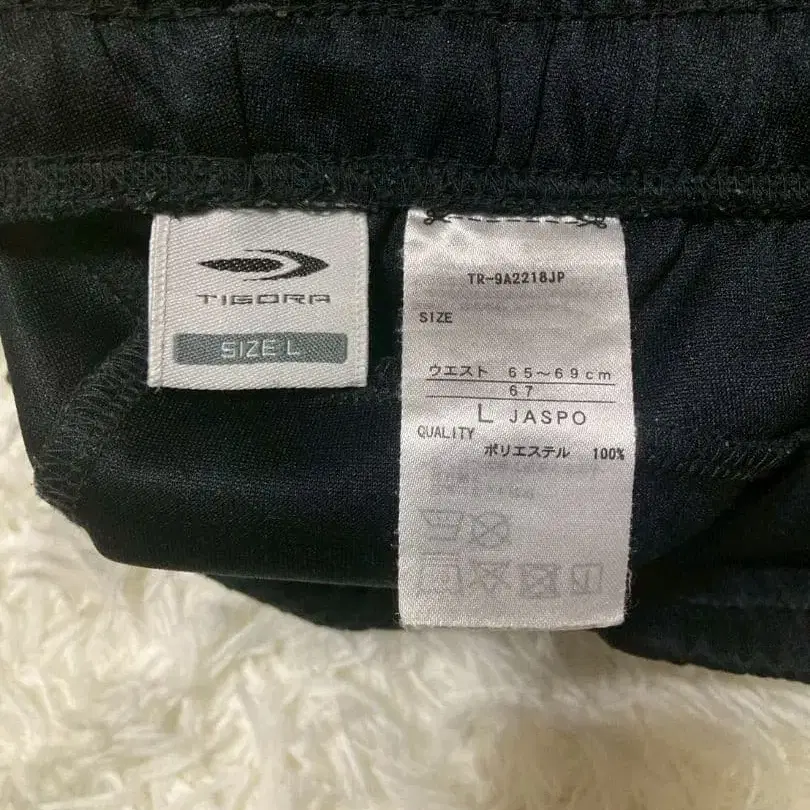 TIGORA
SIZE L
TR-9A2218JP
SIZE
ウエスト 65～69cm
67
L JASPO
QUALITY
ポリエステル 100%